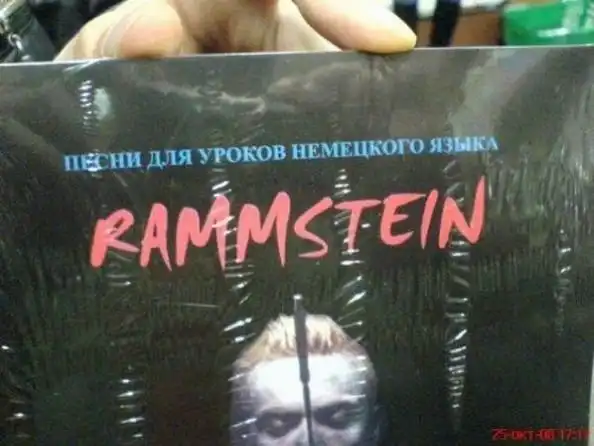 ПЕСНИ ДЛЯ УРОКОВ НЕМЕЦКОГО ЯЗЫКА
RAMMSTEIN